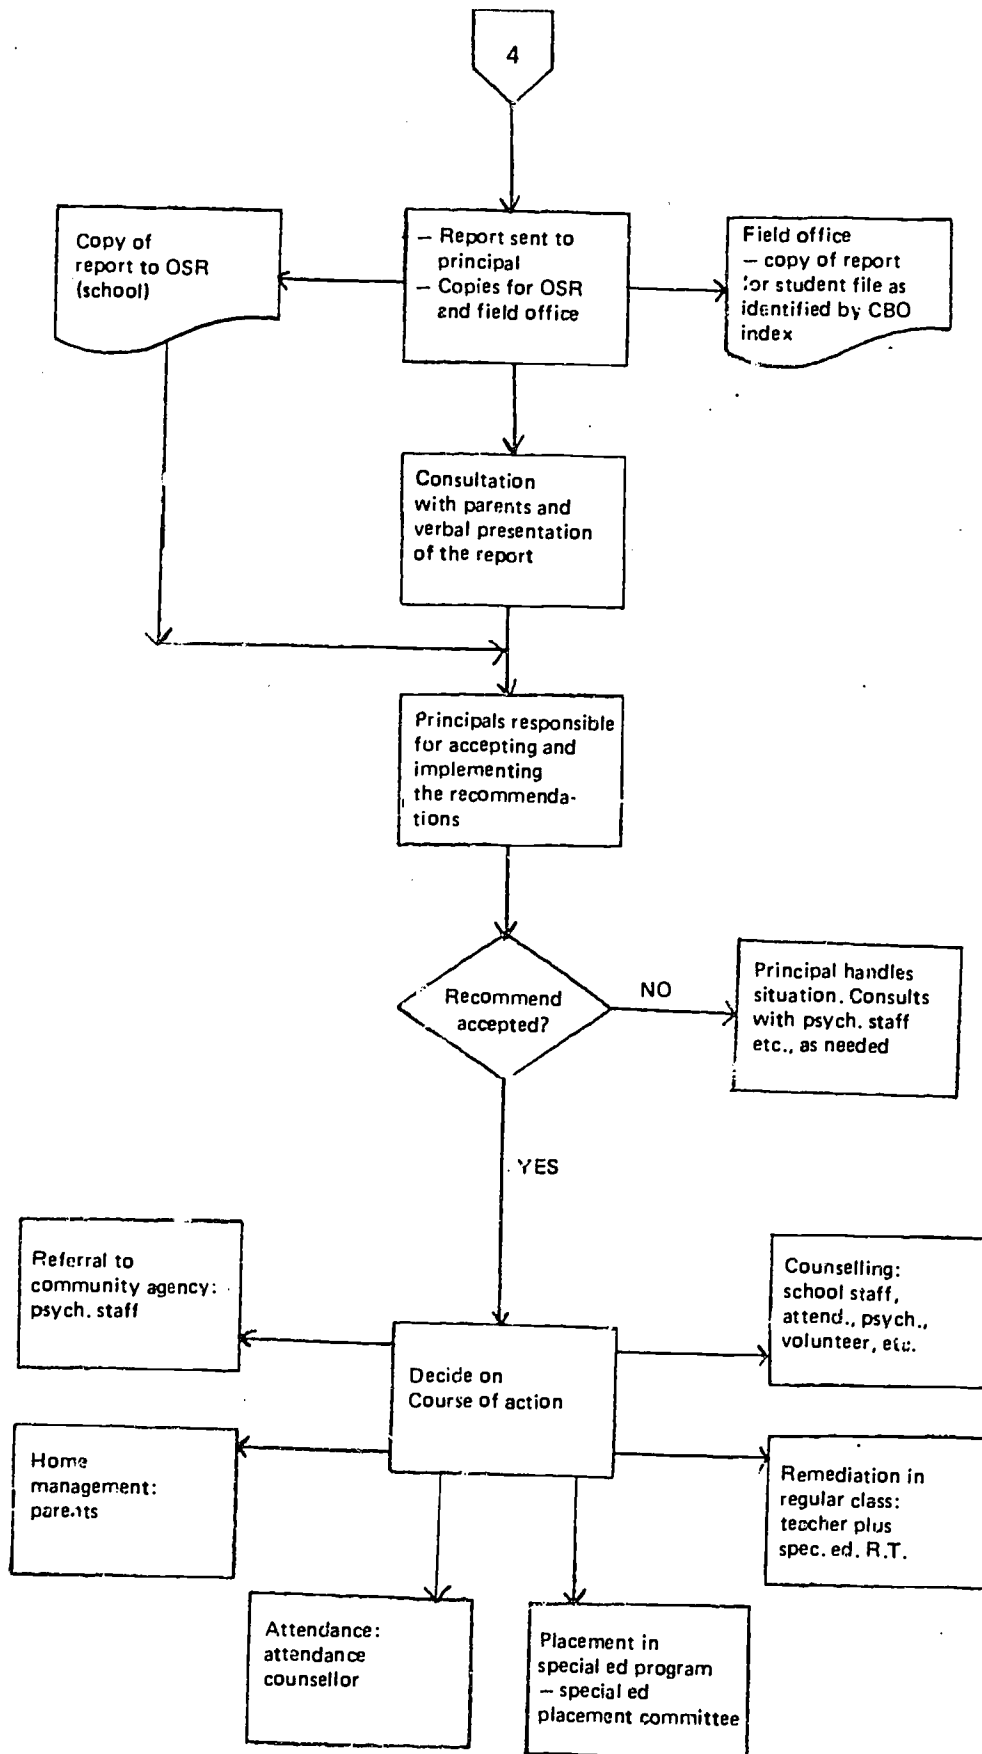 4
Copy of
report to OSR
(school)
– Report sent to
principal
– Copies for OSR
and field office
Field office
– copy of report
for student file as
identified by CBO
index
Consultation
with parents and
verbal presentation
of the report
Principals responsible
for accepting and
implementing
the recommenda-
tions
Recommend
accepted?
NO
Principal handles
situation. Consults
with psych. staff
etc., as needed
YES
Referral to
community agency:
psych. staff
Counselling:
school staff,
attend., psych.,
volunteer, etc.
Decide on
Course of action
Home
management:
parents
Remediation in
regular class:
teacher plus
spec. ed. R.T.
Attendance:
attendance
counsellor
Placement in
special ed program
– special ed
placement committee